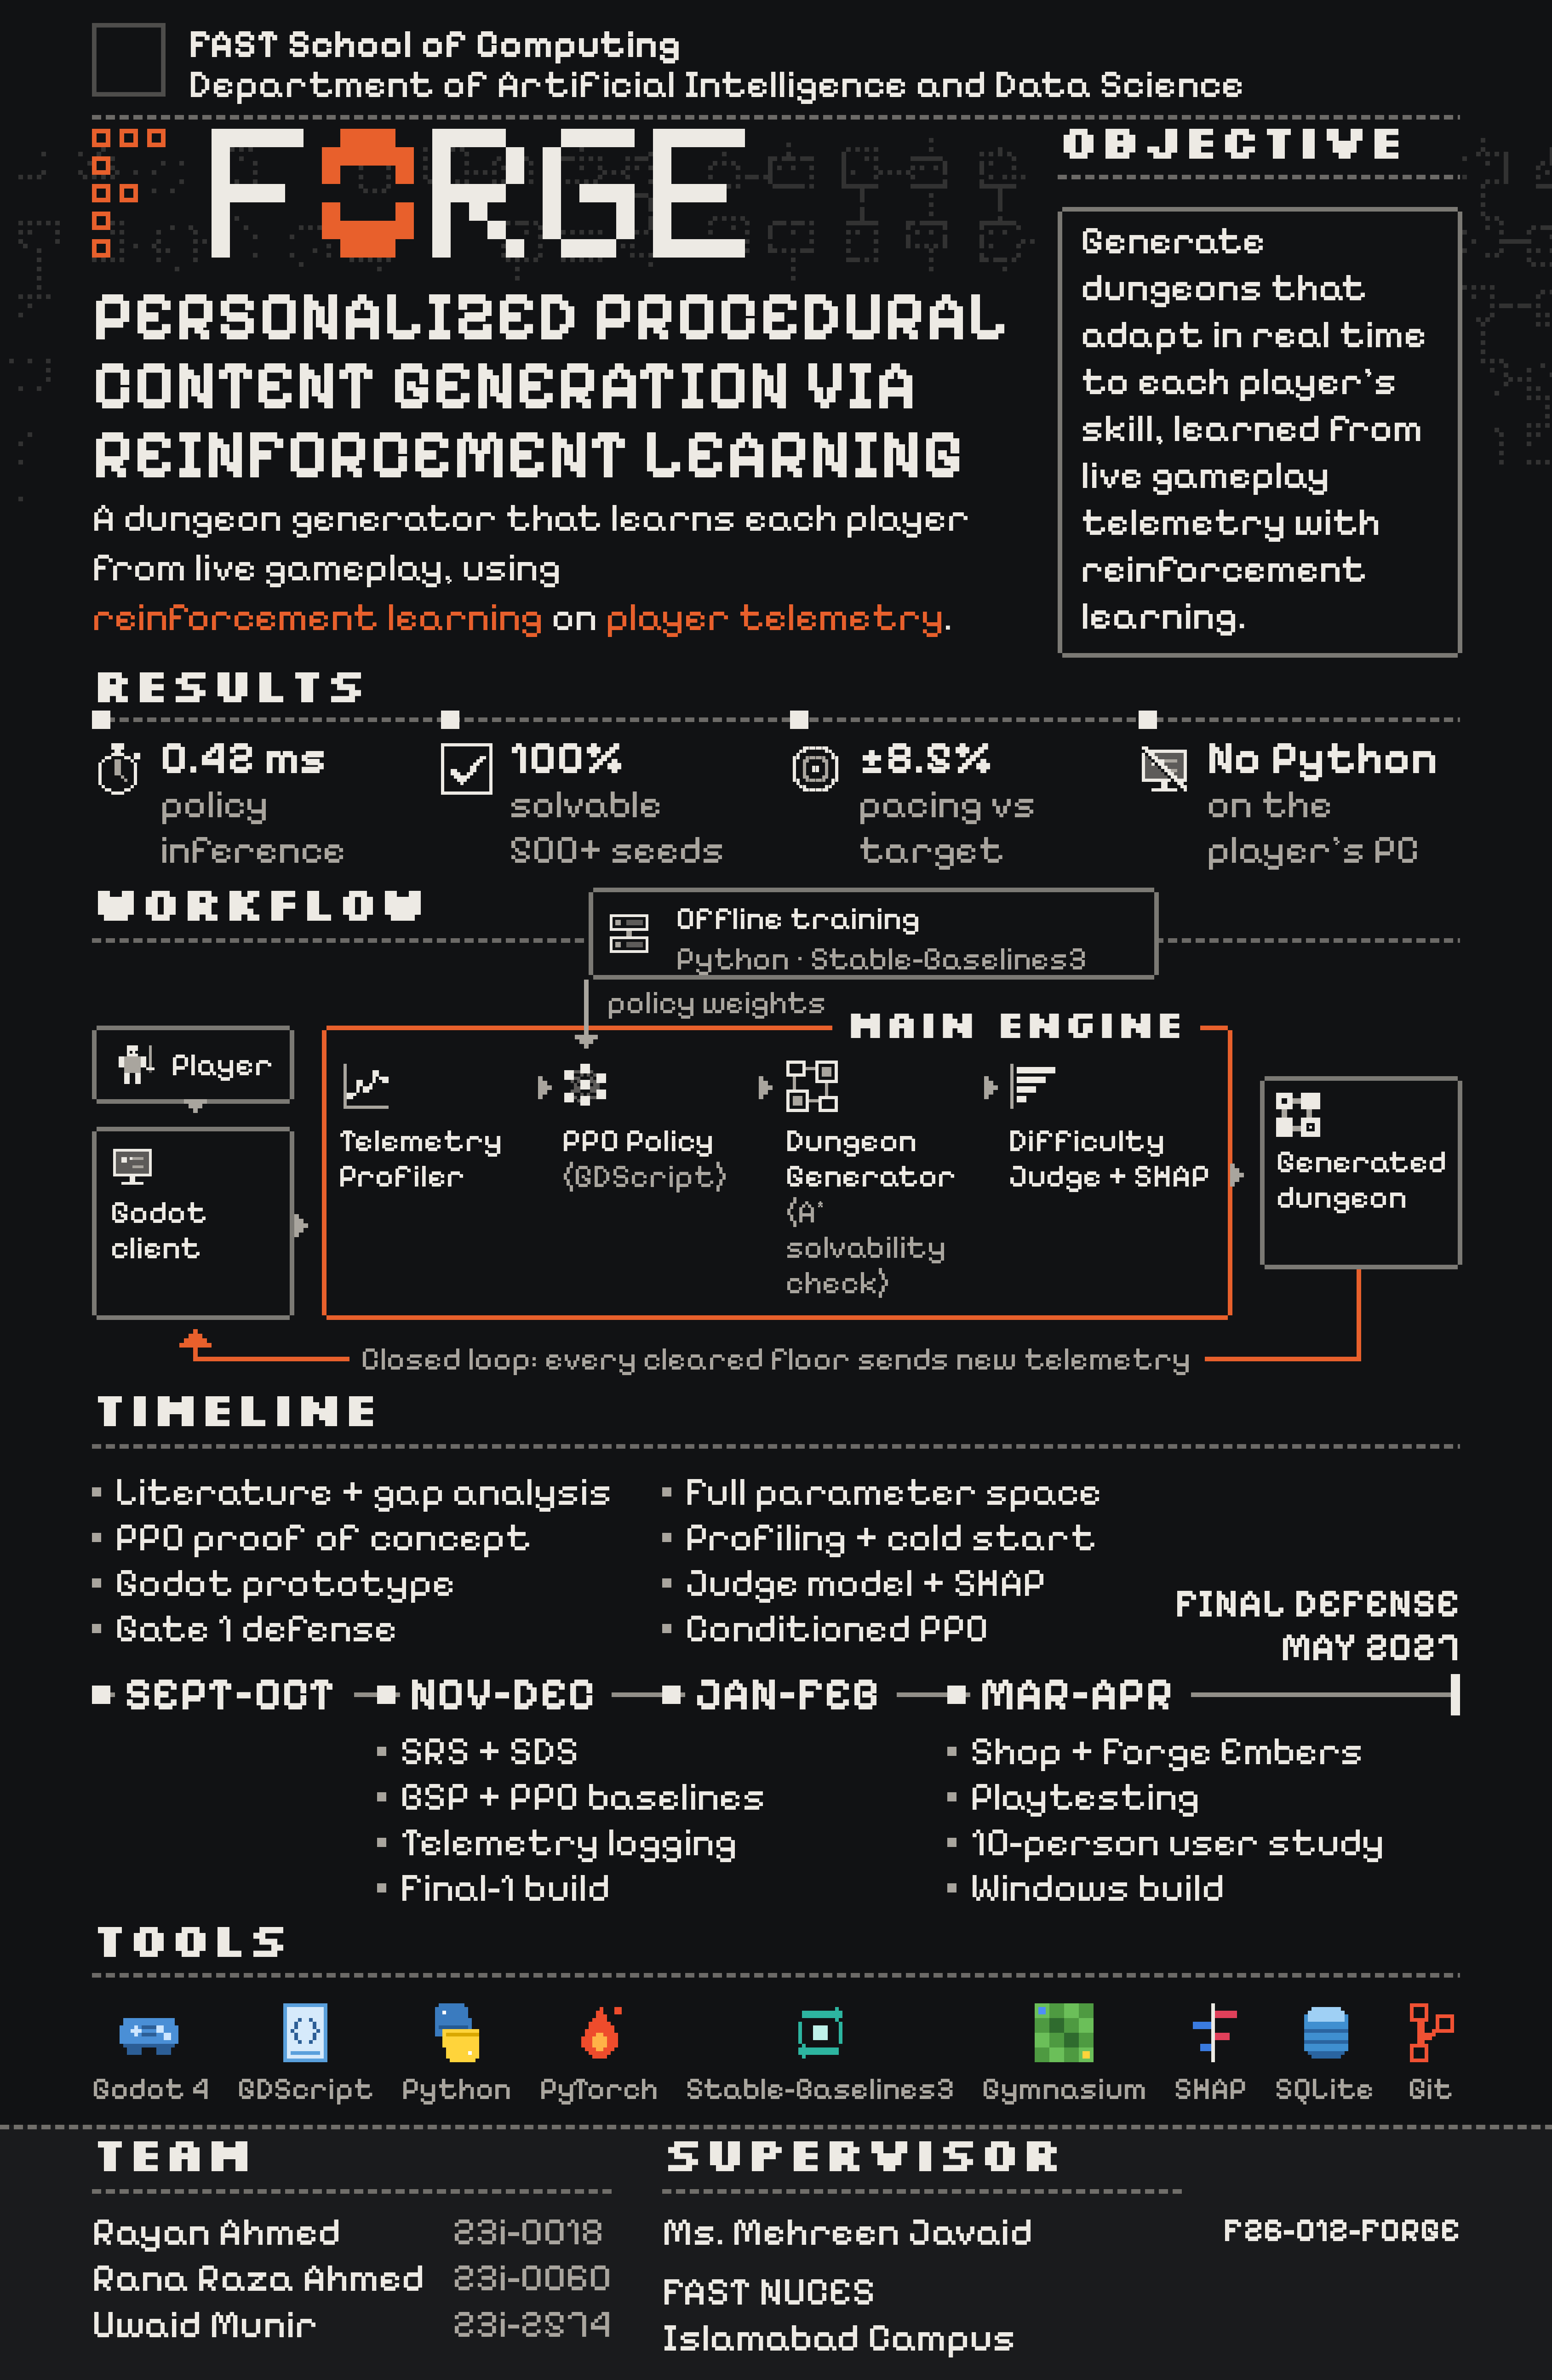 FAST School of Computing
Department of Artificial Intelligence and Data Science
FORGE
PERSONALIZED PROCEDURAL
CONTENT GENERATION VIA
REINFORCEMENT LEARNING
A dungeon generator that learns each player
from live gameplay, using
reinforcement learning on player telemetry.
OBJECTIVE
Generate
dungeons that
adapt in real time
to each player's
skill, learned from
live gameplay
telemetry with
reinforcement
learning.
RESULTS
0.42 ms
policy
inference
100%
solvable
500+ seeds
±8.5%
pacing vs
target
No Python
on the
player's PC
WORKFLOW
Offline training
Python · Stable-Baselines3
policy weights
MAIN ENGINE
Player
Godot
client
Telemetry
Profiler
PPO Policy
(GDScript)
Dungeon
Generator
(A*
solvability
check)
Difficulty
Judge + SHAP
Generated
dungeon
Closed loop: every cleared floor sends new telemetry
TIMELINE
Literature + gap analysis
PPO proof of concept
Godot prototype
Gate 1 defense
Full parameter space
Profiling + cold start
Judge model + SHAP
Conditioned PPO
FINAL DEFENSE
MAY 2027
SEPT-OCT NOV-DEC JAN-FEB MAR-APR
SRS + SDS
BSP + PPO baselines
Telemetry logging
Final-1 build
Shop + Forge Embers
Playtesting
10-person user study
Windows build
TOOLS
Godot 4 GDScript Python PyTorch Stable-Baselines3 Gymnasium SHAP SQLite Git
TEAM
Rayan Ahmed 23i-0018
Rana Raza Ahmed 23i-0060
Uwaid Munir 23i-2574
SUPERVISOR
Ms. Mehreen Javaid
FAST NUCES
Islamabad Campus
F26-012-FORGE